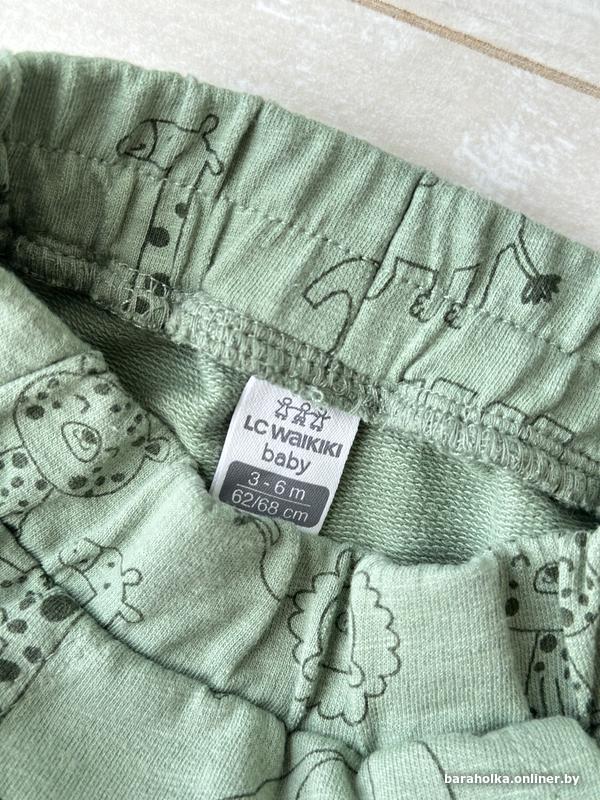 LC WAIKIKI
baby
3 - 6 m
62/68 cm
baraholka.onliner.by